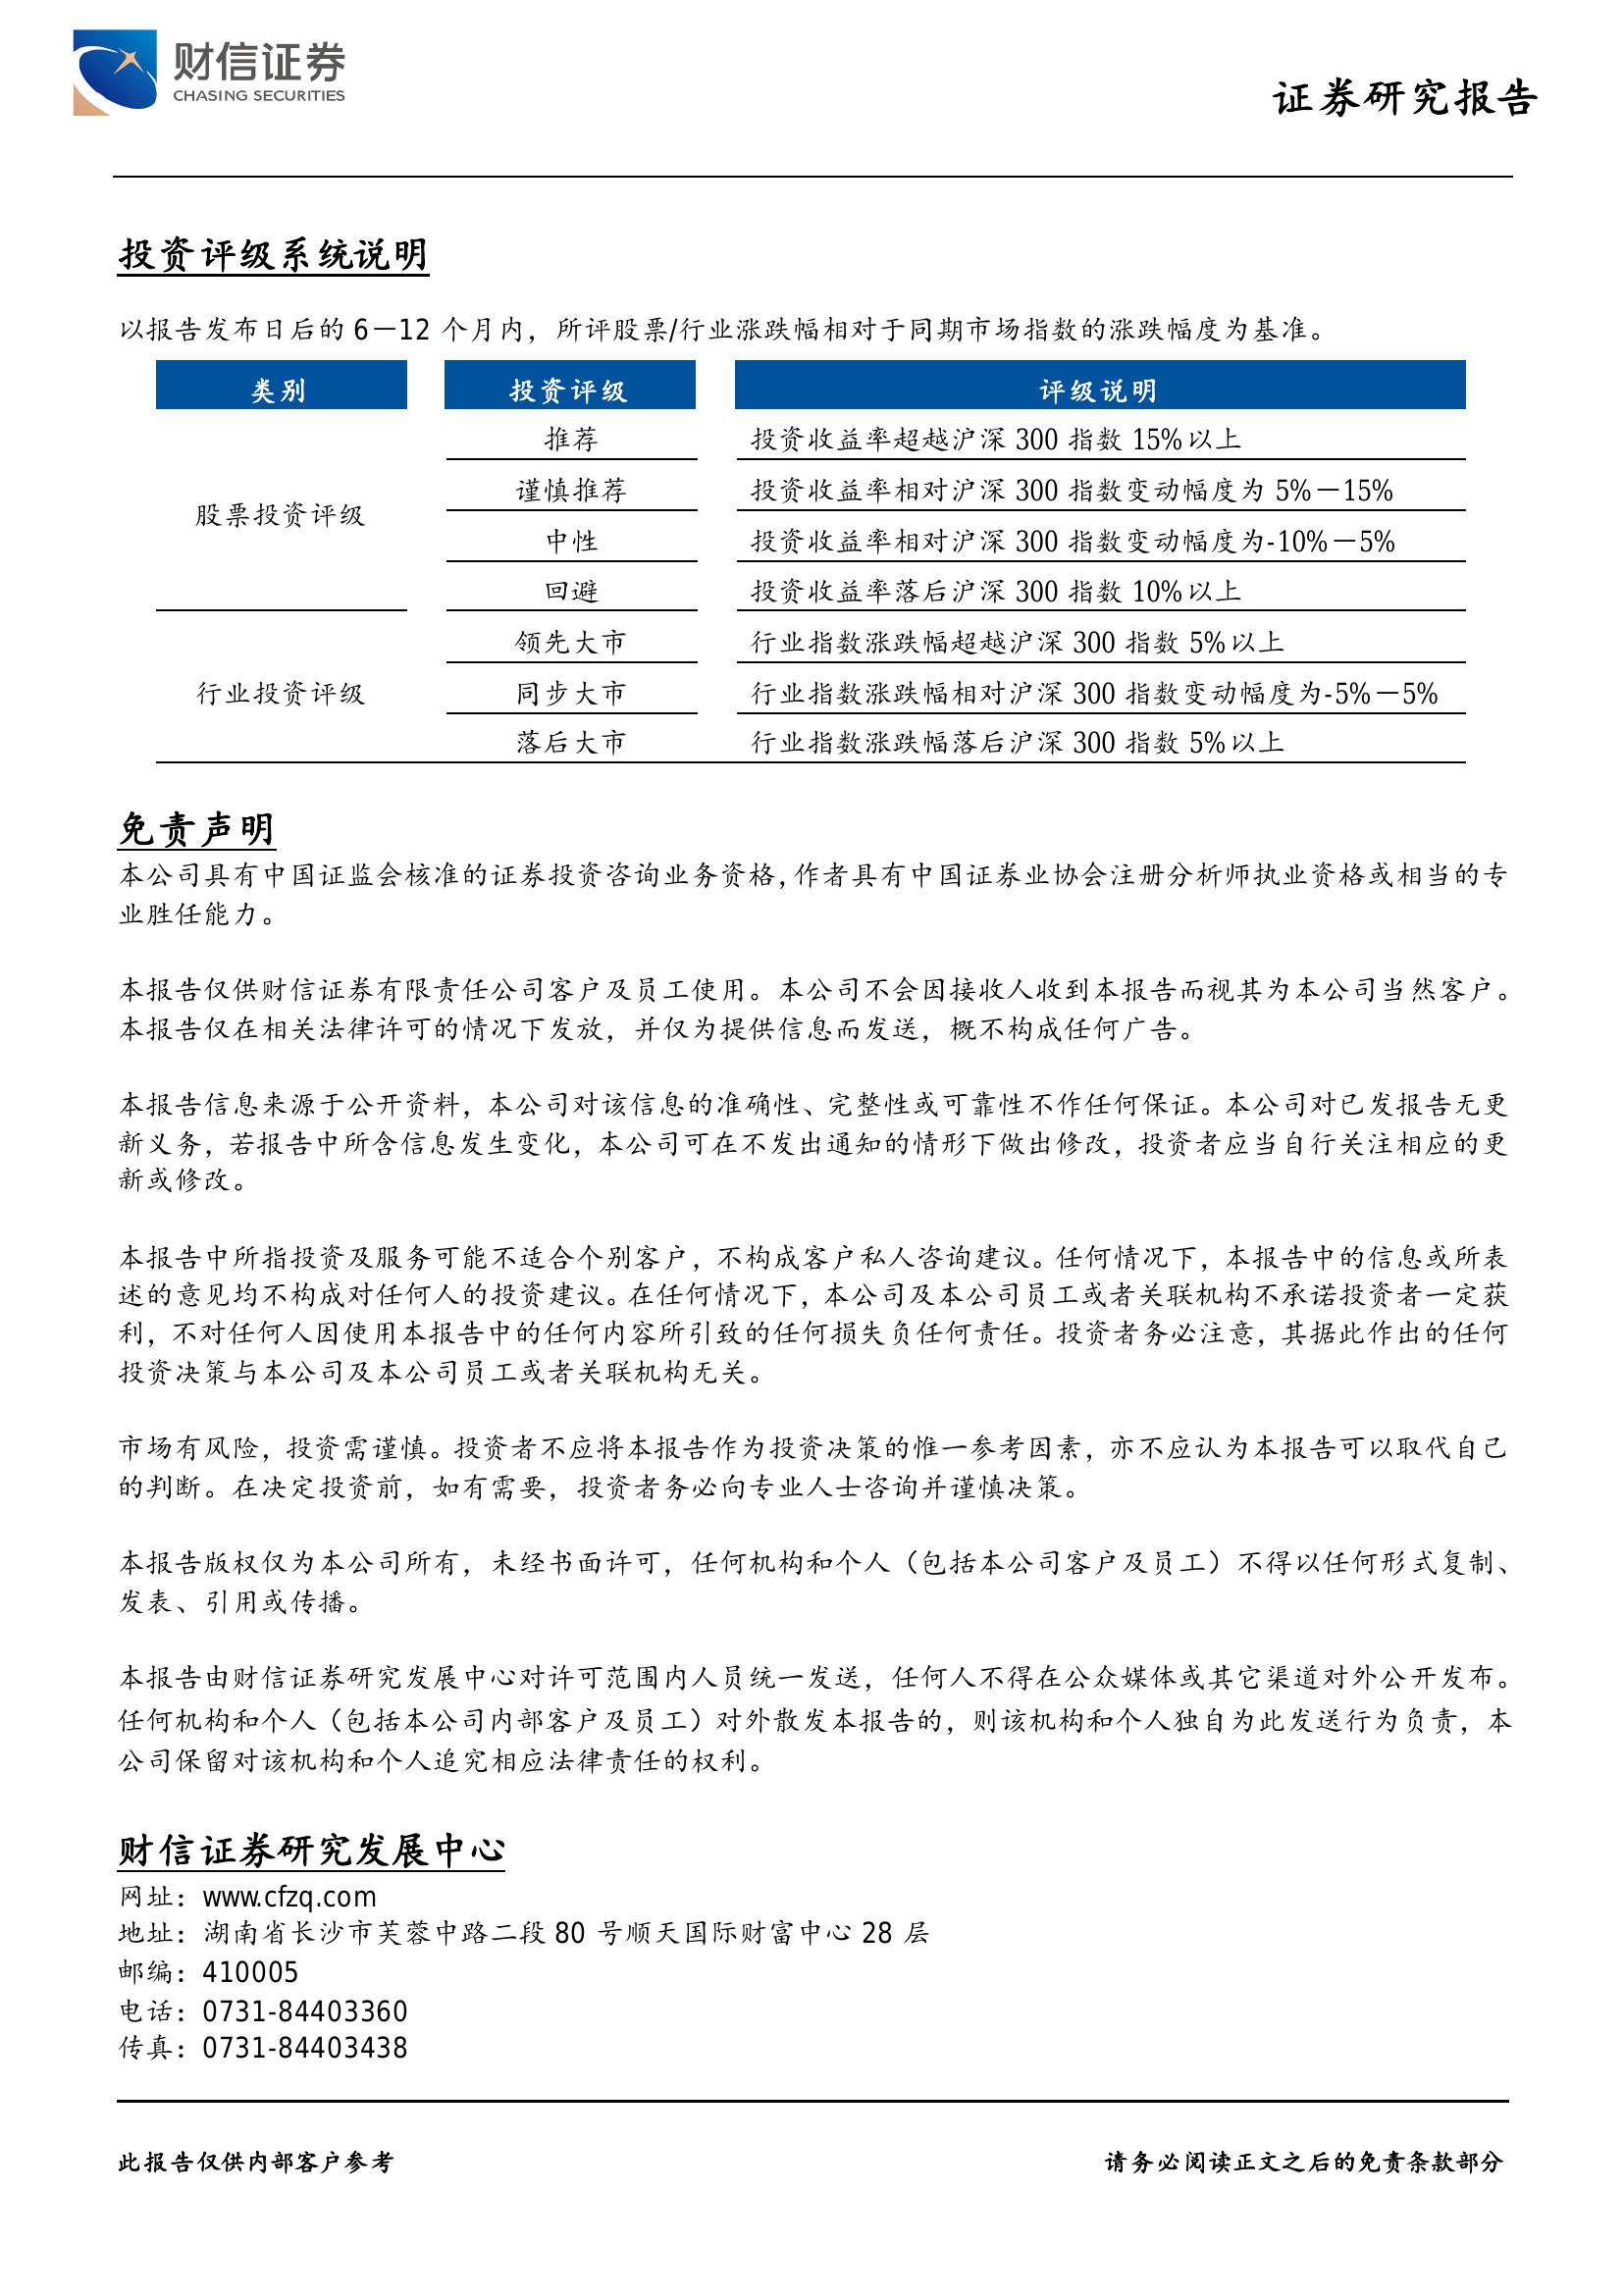 财信证券
CHASING SECURITIES
证券研究报告
投资评级系统说明
以报告发布日后的 6－12 个月内，所评股票/行业涨跌幅相对于同期市场指数的涨跌幅度为基准。
类别 投资评级 评级说明
股票投资评级
推荐 投资收益率超越沪深 300 指数 15%以上
谨慎推荐 投资收益率相对沪深 300 指数变动幅度为 5%－15%
中性 投资收益率相对沪深 300 指数变动幅度为-10%－5%
回避 投资收益率落后沪深 300 指数 10%以上
行业投资评级
领先大市 行业指数涨跌幅超越沪深 300 指数 5%以上
同步大市 行业指数涨跌幅相对沪深 300 指数变动幅度为-5%－5%
落后大市 行业指数涨跌幅落后沪深 300 指数 5%以上
免责声明
本公司具有中国证监会核准的证券投资咨询业务资格，作者具有中国证券业协会注册分析师执业资格或相当的专
业胜任能力。
本报告仅供财信证券有限责任公司客户及员工使用。本公司不会因接收人收到本报告而视其为本公司当然客户。
本报告仅在相关法律许可的情况下发放，并仅为提供信息而发送，概不构成任何广告。
本报告信息来源于公开资料，本公司对该信息的准确性、完整性或可靠性不作任何保证。本公司对已发报告无更
新义务，若报告中所含信息发生变化，本公司可在不发出通知的情形下做出修改，投资者应当自行关注相应的更
新或修改。
本报告中所指投资及服务可能不适合个别客户，不构成客户私人咨询建议。任何情况下，本报告中的信息或所表
述的意见均不构成对任何人的投资建议。在任何情况下，本公司及本公司员工或者关联机构不承诺投资者一定获
利，不对任何人因使用本报告中的任何内容所引致的任何损失负任何责任。投资者务必注意，其据此作出的任何
投资决策与本公司及本公司员工或者关联机构无关。
市场有风险，投资需谨慎。投资者不应将本报告作为投资决策的惟一参考因素，亦不应认为本报告可以取代自己
的判断。在决定投资前，如有需要，投资者务必向专业人士咨询并谨慎决策。
本报告版权仅为本公司所有，未经书面许可，任何机构和个人（包括本公司客户及员工）不得以任何形式复制、
发表、引用或传播。
本报告由财信证券研究发展中心对许可范围内人员统一发送，任何人不得在公众媒体或其它渠道对外公开发布。
任何机构和个人（包括本公司内部客户及员工）对外散发本报告的，则该机构和个人独自为此发送行为负责，本
公司保留对该机构和个人追究相应法律责任的权利。
财信证券研究发展中心
网址：www.cfzq.com
地址：湖南省长沙市芙蓉中路二段 80 号顺天国际财富中心 28 层
邮编：410005
电话：0731-84403360
传真：0731-84403438
此报告仅供内部客户参考 请务必阅读正文之后的免责条款部分